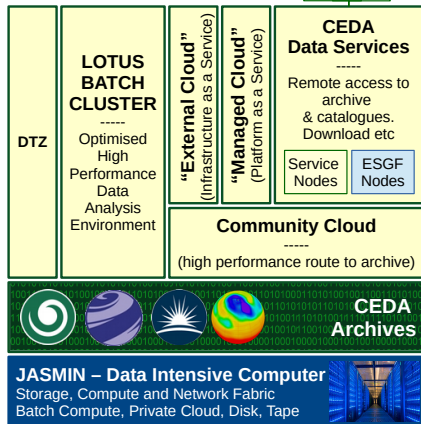 DTZ
LOTUS
BATCH
CLUSTER
-----
Optimised
High
Performance
Data
Analysis
Environment
“External Cloud”
(Infrastructure as a Service)
“Managed Cloud”
(Platform as a Service)
CEDA
Data Services
-----
Remote access to
archive
& catalogues.
Download etc
Service
Nodes
ESGF
Nodes
Community Cloud
-----
(high performance route to archive)
CEDA
Archives
JASMIN – Data Intensive Computer
Storage, Compute and Network Fabric
Batch Compute, Private Cloud, Disk, Tape